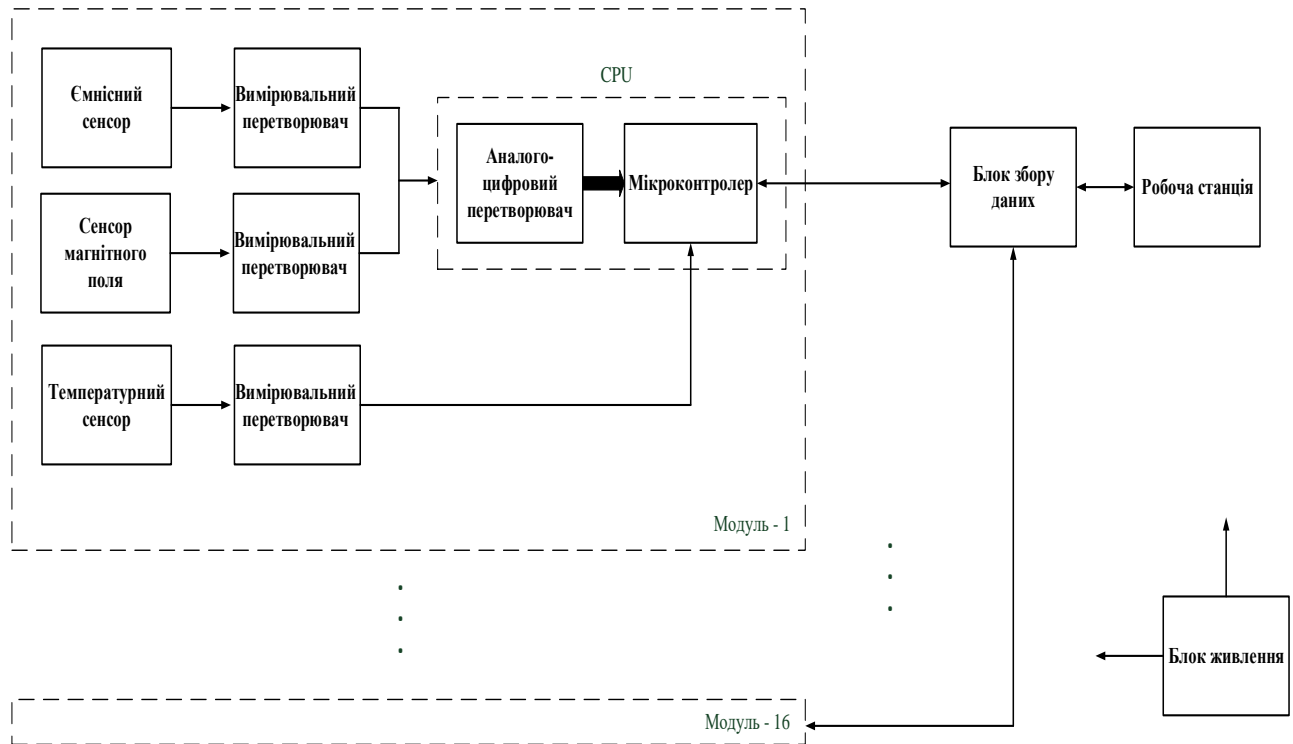 CPU
Ємнісний
сенсор
Вимірювальний
перетворювач
Аналого-
цифровий
перетворювач
Мікроконтролер
Блок збору
даних
Робоча станція
Сенсор
магнітного
поля
Вимірювальний
перетворювач
Температурний
сенсор
Вимірювальний
перетворювач
Модуль - 1
Блок живлення
Модуль - 16